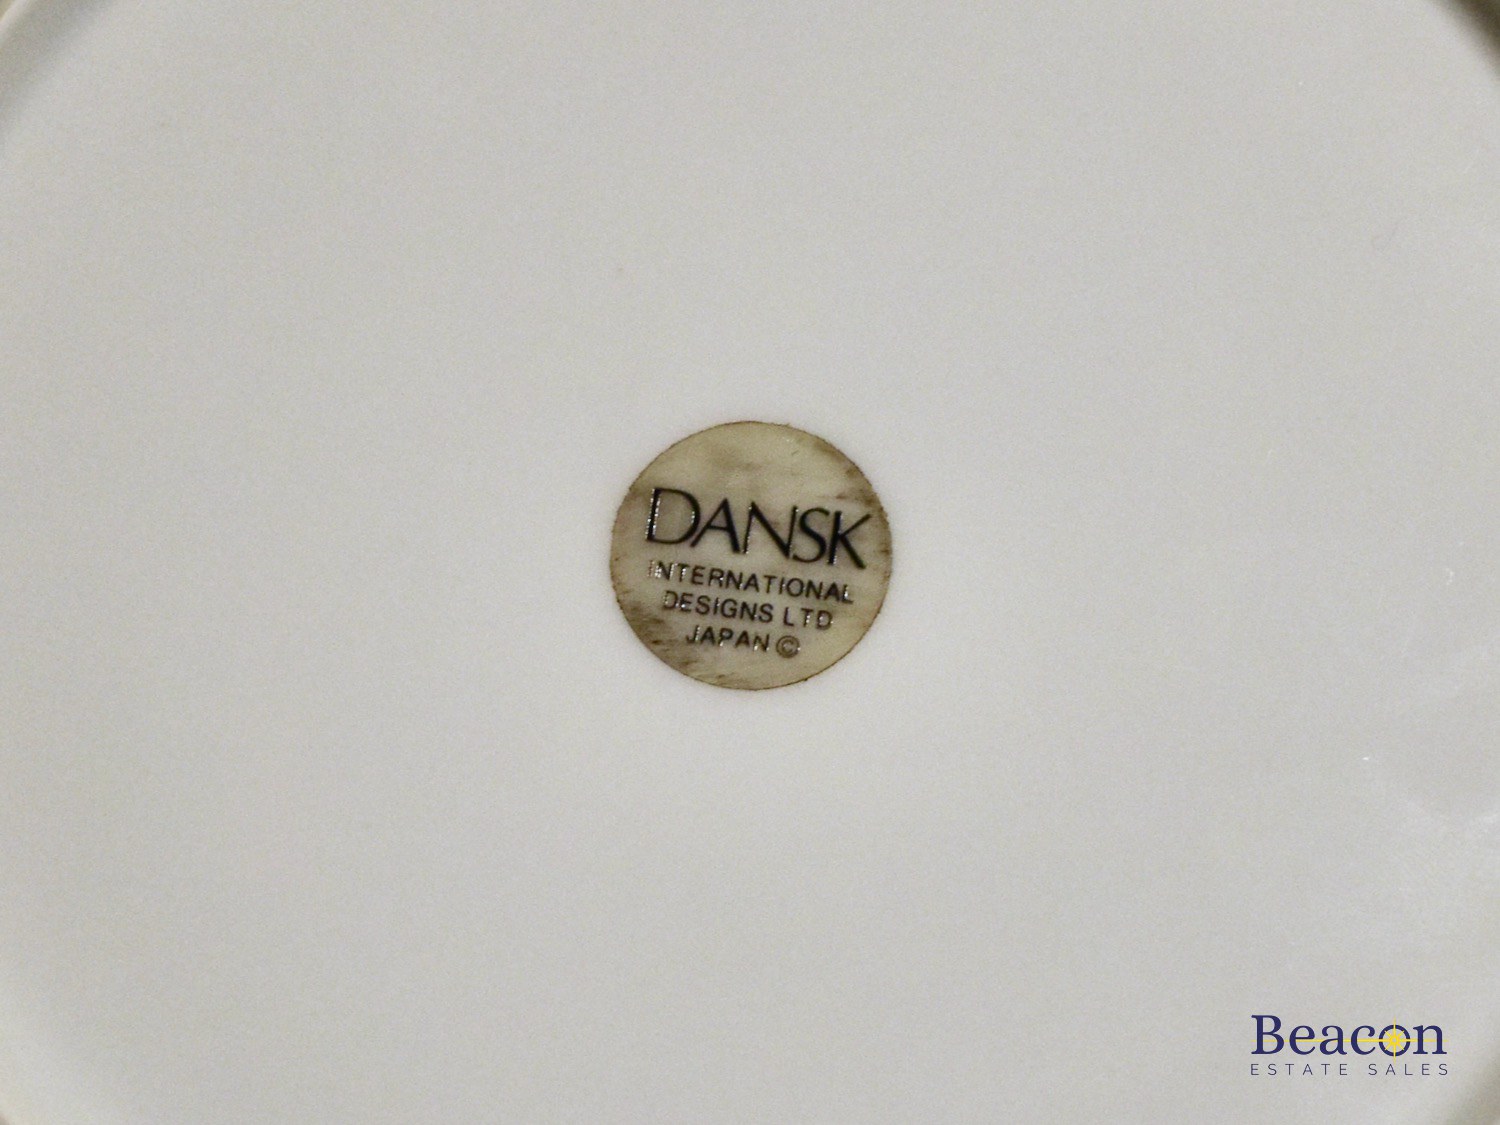 DANSK
INTERNATIONAL
DESIGNS LTD
JAPAN ©
Beacon
ESTATE SALES